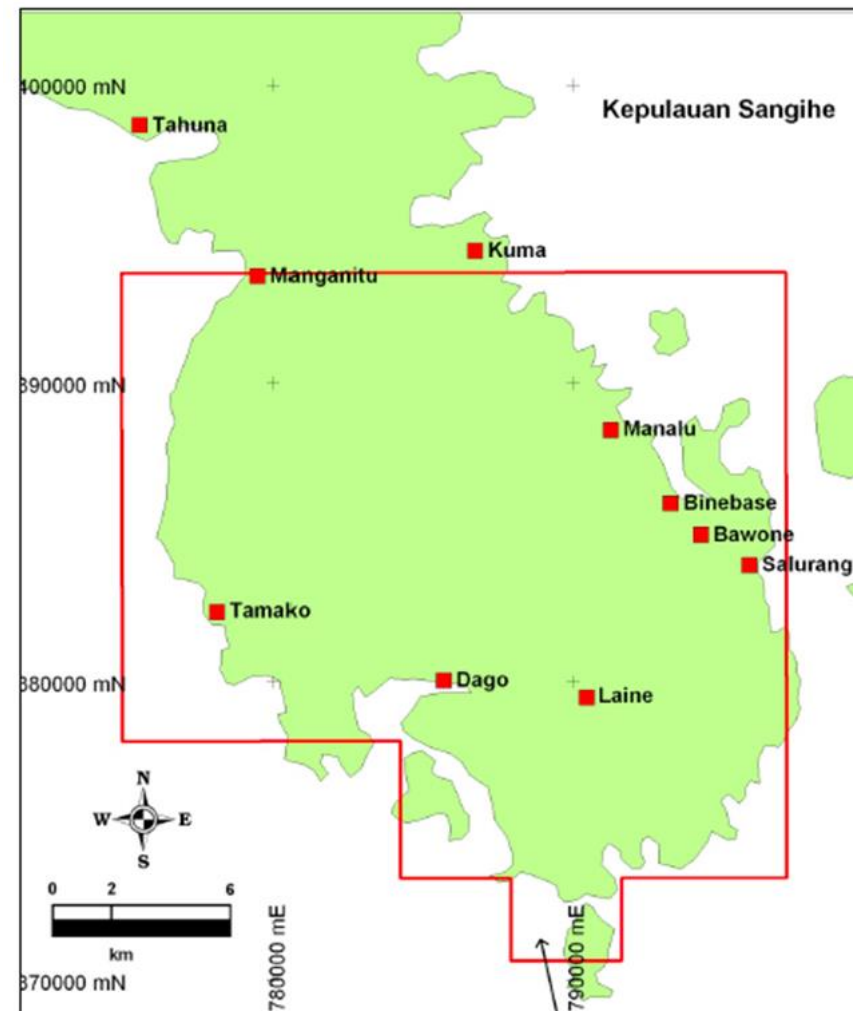 400000 mN
Kepulauan Sangihe
Tahuna
Kuma
Manganitu
390000 mN
Manalu
Binebase
Bawone
Salurang
Tamako
380000 mN
Dago
Laine
N
W E
S
0 2 6
km
780000 mE
790000 mE
370000 mN